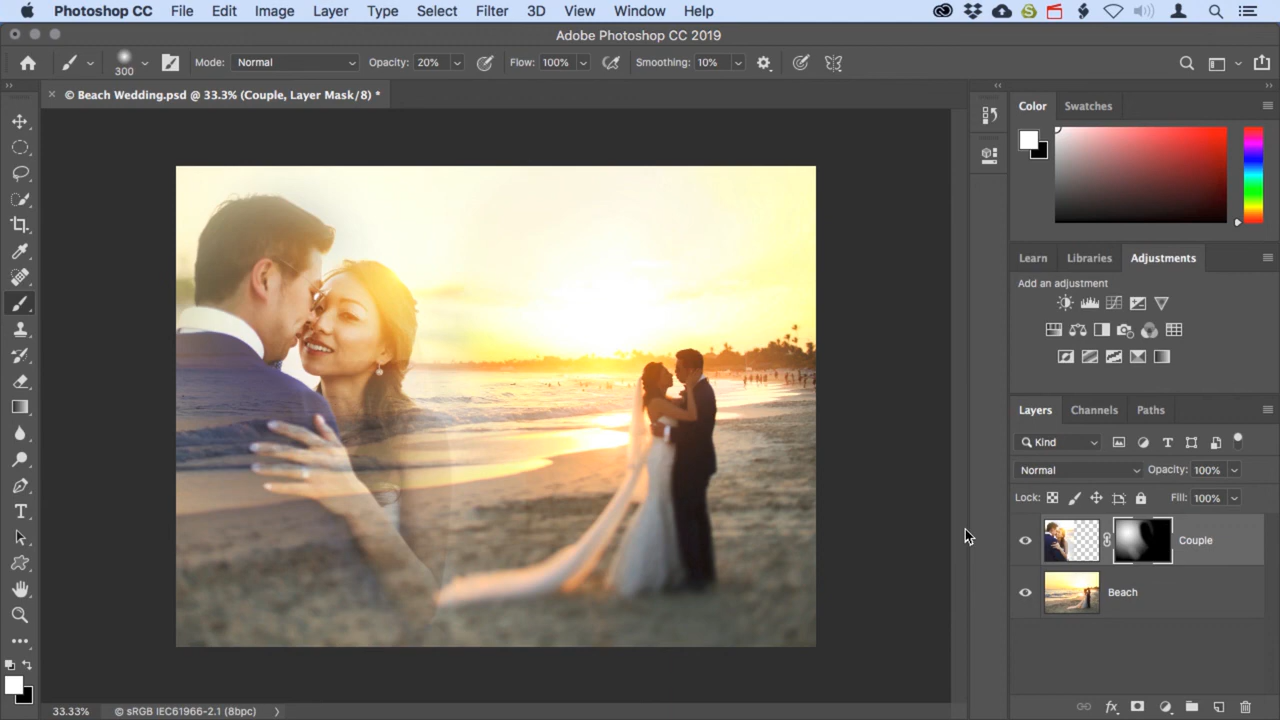 Photoshop CC File Edit Image Layer Type Select Filter 3D View Window Help
Adobe Photoshop CC 2019
300 Mode: Normal Opacity: 20% Flow: 100% Smoothing: 10%
© Beach Wedding.psd @ 33.3% (Couple, Layer Mask/8) *
Color Swatches
Learn Libraries Adjustments
Add an adjustment
Layers Channels Paths
Kind
Normal Opacity: 100%
Lock: Fill: 100%
Couple
Beach
33.33% © sRGB IEC61966-2.1 (8bpc)